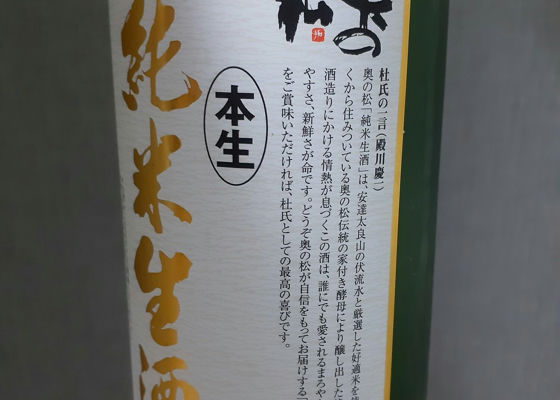 奥の松
杜氏の一言(殿川慶一)
奥の松「純米生酒」は、安達太良山の伏流水と厳選した好適米を
くから住みついている奥の松伝統の家付き酵母により醸し出した
酒造りにかける情熱が息づくこの酒は、誰にでも愛されるまろや
やすさ、新鮮さが命です。どうぞ奥の松が自信をもってお届けする「
をご賞味いただければ、杜氏としての最高の喜びです。
本生
純米生酒